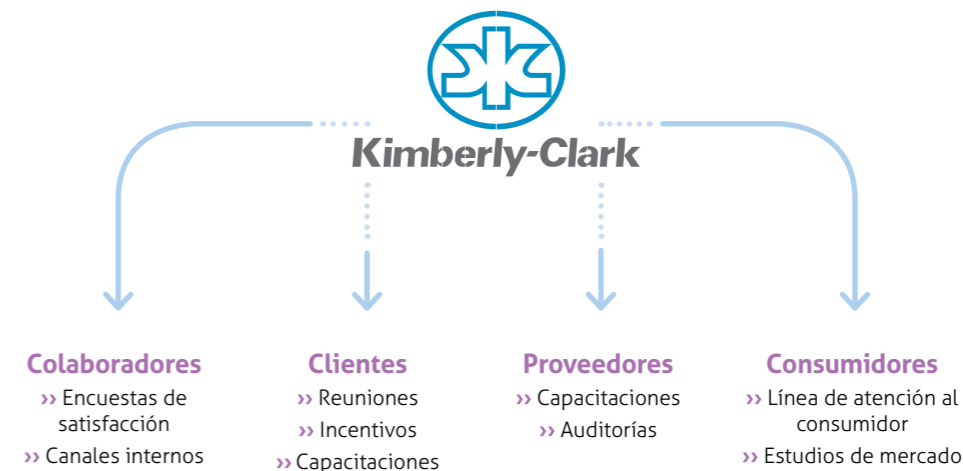 Kimberly-Clark
Colaboradores
›› Encuestas de
satisfacción
›› Canales internos
Clientes
›› Reuniones
›› Incentivos
›› Capacitaciones
Proveedores
›› Capacitaciones
›› Auditorías
Consumidores
›› Línea de atención al
consumidor
›› Estudios de mercado